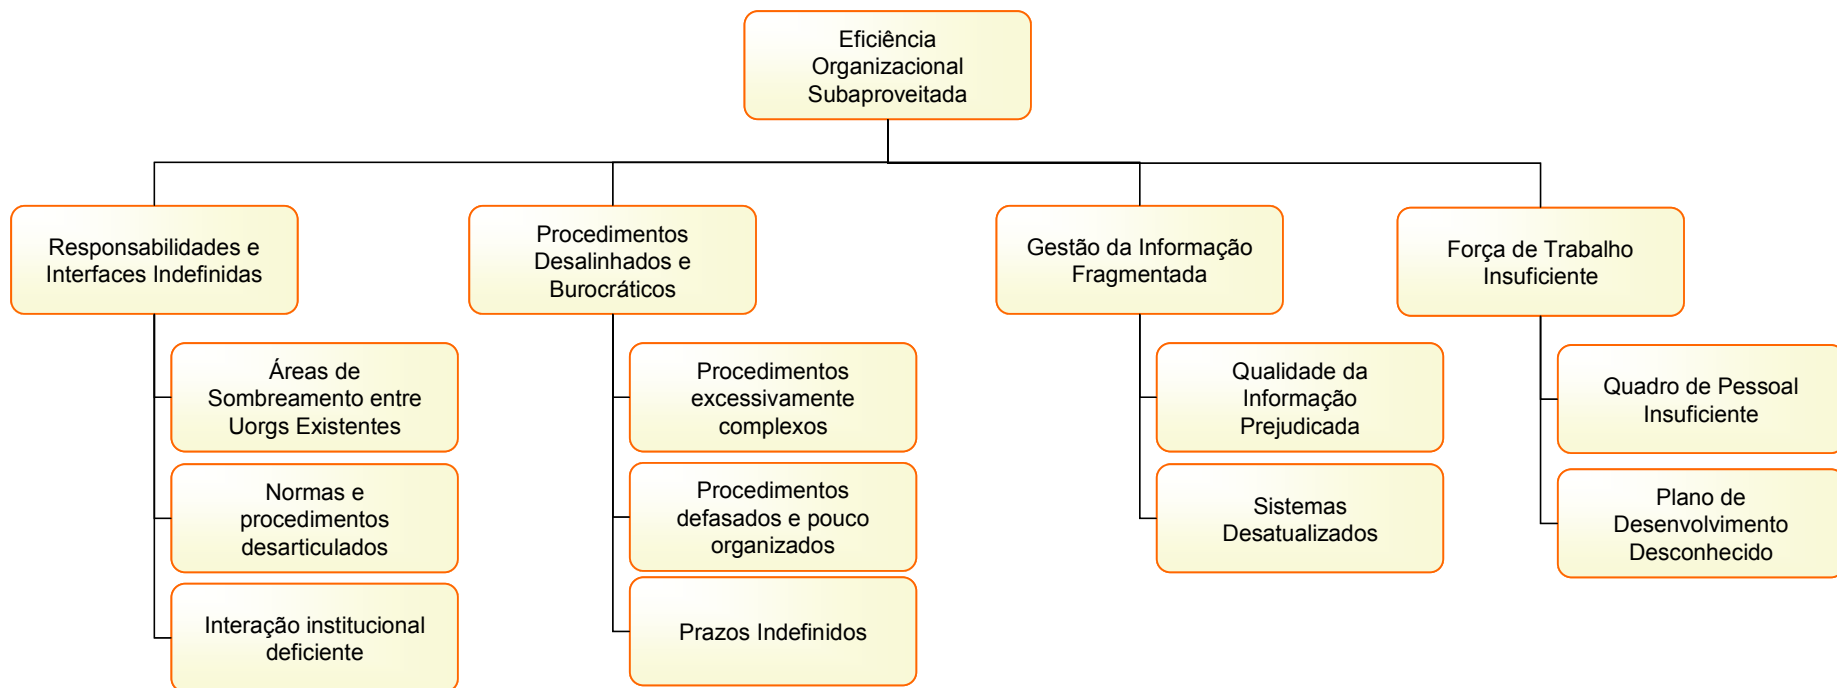 Eficiência
Organizacional
Subaproveitada
Responsabilidades e
Interfaces Indefinidas
Procedimentos
Desalinhados e
Burocráticos
Gestão da Informação
Fragmentada
Força de Trabalho
Insuficiente
Áreas de
Sombreamento entre
Uorgs Existentes
Normas e
procedimentos
desarticulados
Interação institucional
deficiente
Procedimentos
excessivamente
complexos
Procedimentos
defasados e pouco
organizados
Prazos Indefinidos
Qualidade da
Informação
Prejudicada
Sistemas
Desatualizados
Quadro de Pessoal
Insuficiente
Plano de
Desenvolvimento
Desconhecido